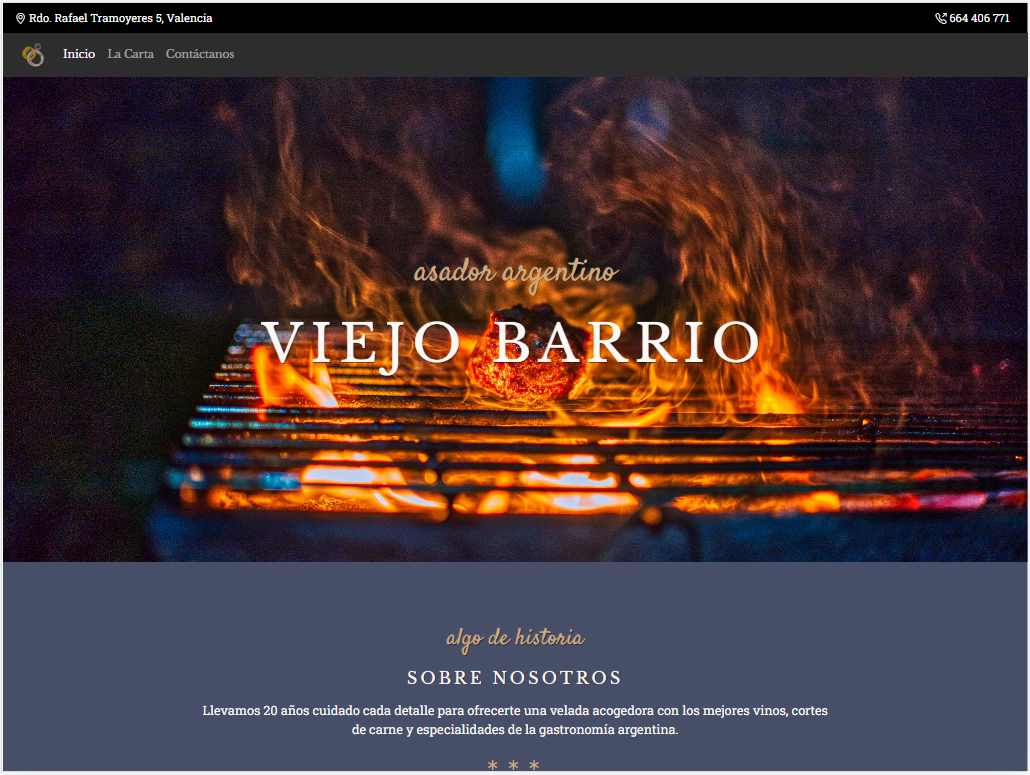 Rdo. Rafael Tramoyeres 5, Valencia
664 406 771
Inicio La Carta Contáctanos
asador argentino
VIEJO BARRIO
algo de historia
SOBRE NOSOTROS
Llevamos 20 años cuidado cada detalle para ofrecerte una velada acogedora con los mejores vinos, cortes
de carne y especialidades de la gastronomía argentina.
* * *